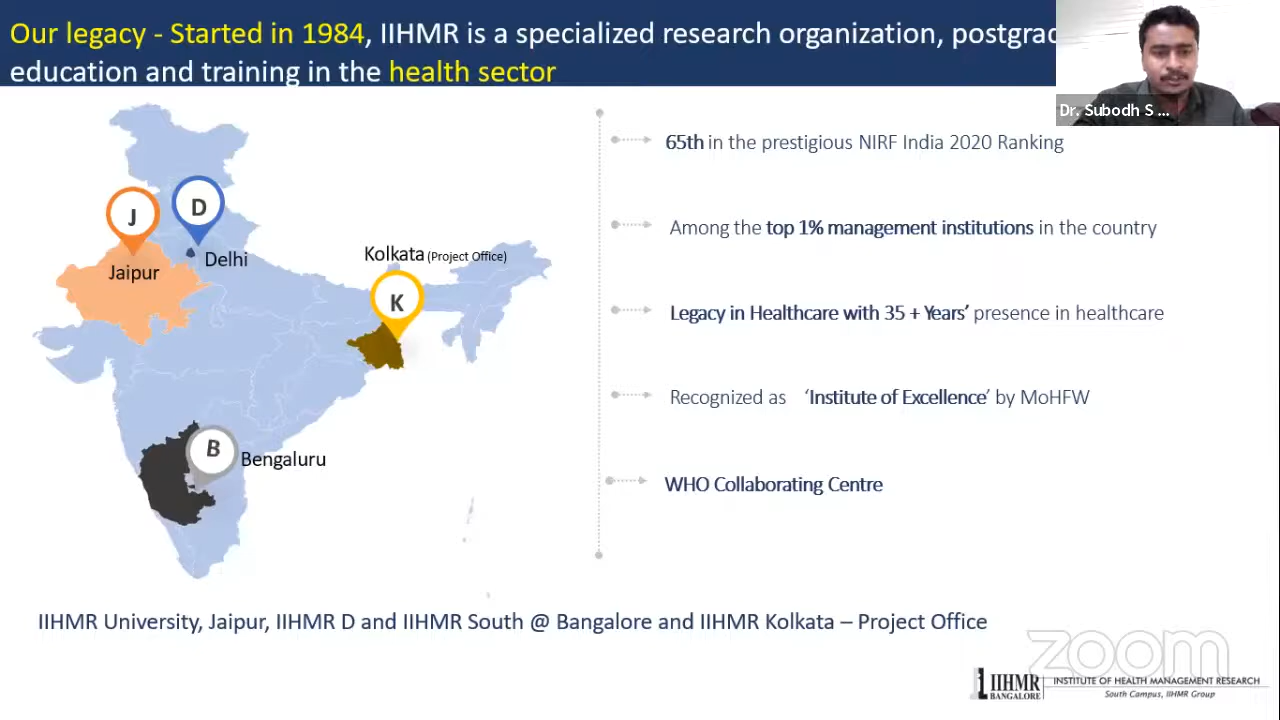 Our legacy - Started in 1984, IIHMR is a specialized research organization,
education and training in the health sector
Dr. Subodh S ...
65th in the prestigious NIRF India 2020 Ranking
J
D
Among the top 1% management institutions in the country
Kolkata (Project Office)
Delhi
Jaipur
K
Legacy in Healthcare with 35 + Years’ presence in healthcare
Recognized as ‘Institute of Excellence’ by MoHFW
B
Bengaluru
WHO Collaborating Centre
IIHMR University, Jaipur, IIHMR D and IIHMR South @ Bangalore and IIHMR Kolkata – Project Office
zoom
IIHMR
BANGALORE
INSTITUTE OF HEALTH MANAGEMENT RESEARCH
South Campus, IIHMR Group